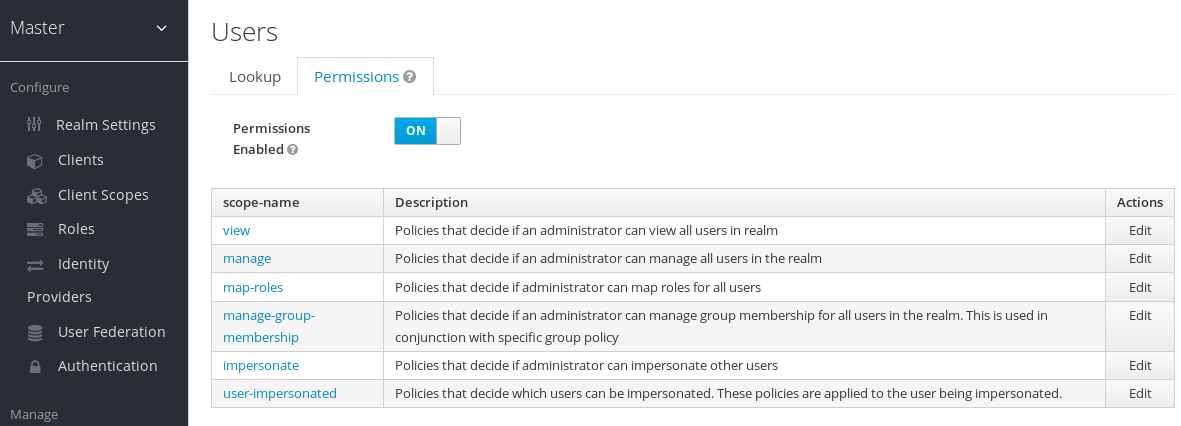 Master
Configure
Realm Settings
Clients
Client Scopes
Roles
Identity
Providers
User Federation
Authentication
Manage
Users
Lookup
Permissions
Permissions
Enabled
ON
scope-name Description Actions
view Policies that decide if an administrator can view all users in realm Edit
manage Policies that decide if an administrator can manage all users in the realm Edit
map-roles Policies that decide if administrator can map roles for all users Edit
manage-group- Policies that decide if an administrator can manage group membership for all users in the realm. This is used in Edit
membership conjunction with specific group policy
impersonate Policies that decide if administrator can impersonate other users Edit
user-impersonated Policies that decide which users can be impersonated. These policies are applied to the user being impersonated. Edit